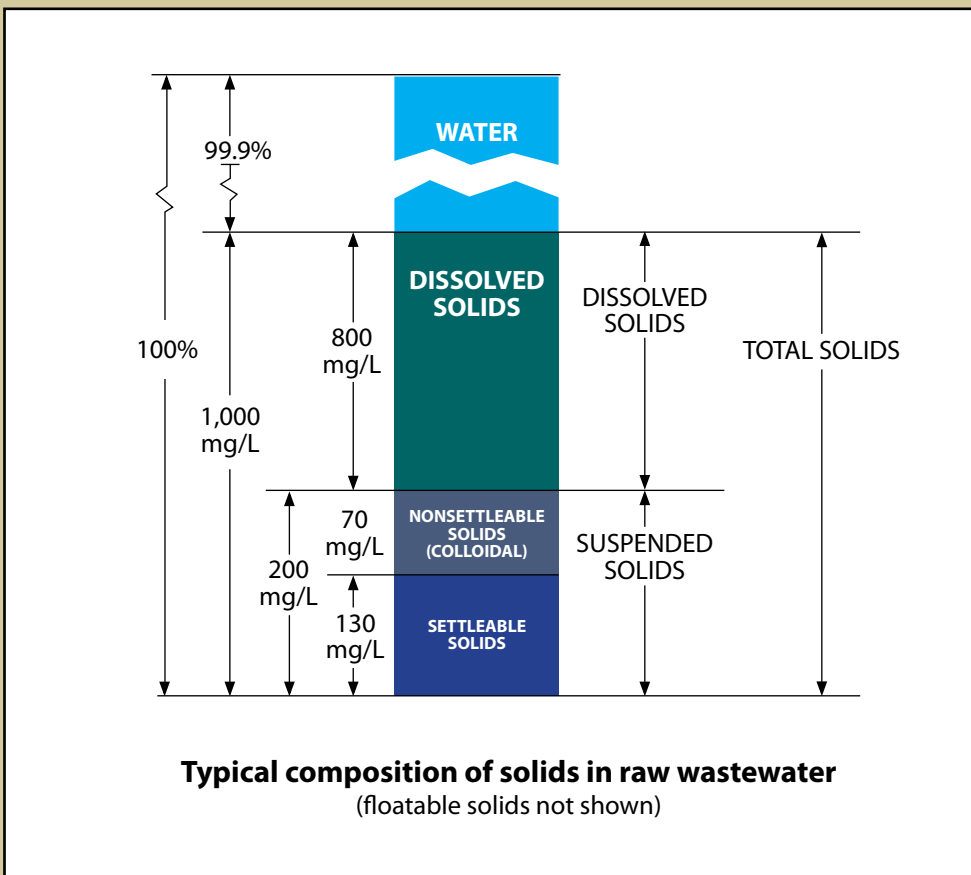 WATER
99.9%
DISSOLVED
SOLIDS
DISSOLVED
SOLIDS
800
mg/L
100%
TOTAL SOLIDS
1,000
mg/L
NONSETTLEABLE
SOLIDS
(COLLOIDAL)
70
mg/L
SUSPENDED
SOLIDS
200
mg/L
130
mg/L
SETTLEABLE
SOLIDS
Typical composition of solids in raw wastewater
(floatable solids not shown)